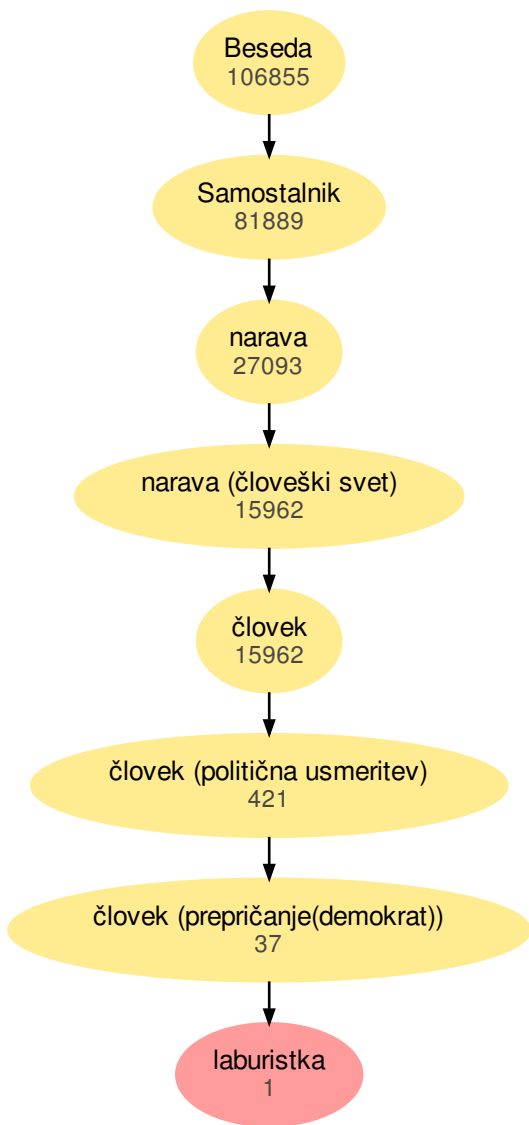 Beseda
106855
Samostalnik
81889
narava
27093
narava (človeški svet)
15962
človek
15962
človek (politična usmeritev)
421
človek (prepričanje(demokrat))
37
laburistka
1